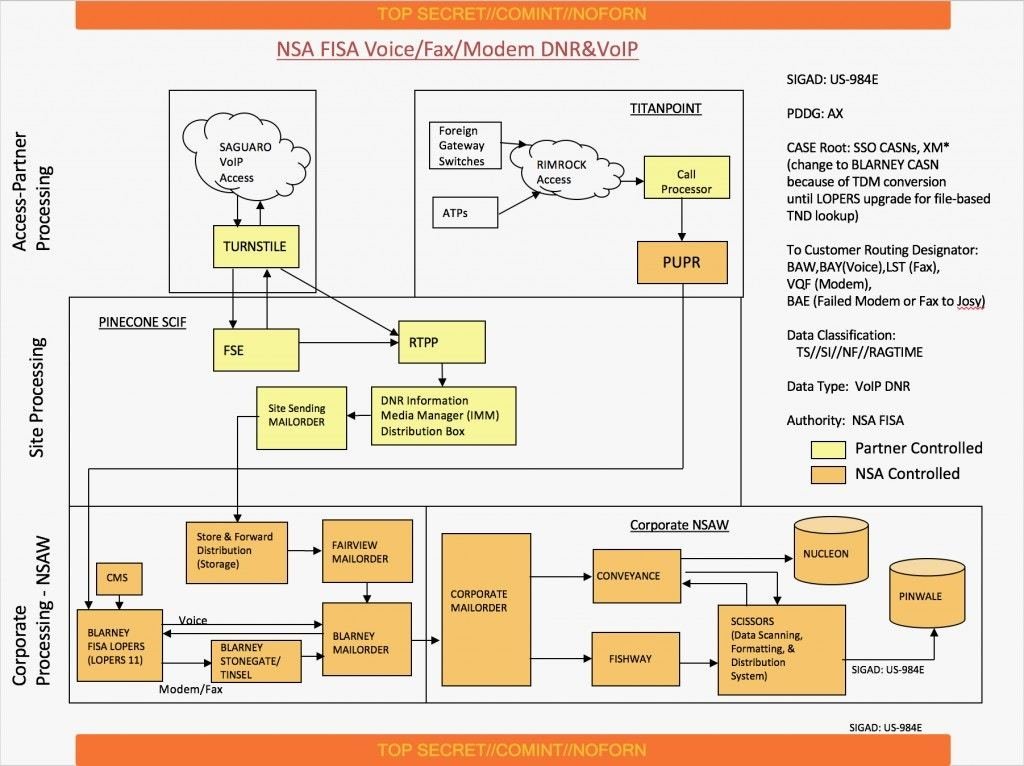 TOP SECRET//COMINT//NOFORN
NSA FISA Voice/Fax/Modem DNR&VoIP
Access-Partner
Processing
SAGUARO
VoIP
Access
TURNSTILE
TITANPOINT
Foreign
Gateway
Switches
ATPs
RIMROCK
Access
Call
Processor
PUPR
SIGAD: US-984E
PDDG: AX
CASE Root: SSO CASNs, XM*
(change to BLARNEY CASN
because of TDM conversion
until LOPERS upgrade for file-based
TND lookup)
To Customer Routing Designator:
BAW,BAY(Voice),LST (Fax),
VQF (Modem),
BAE (Failed Modem or Fax to Josy)
Data Classification:
TS//SI//NF//RAGTIME
Data Type: VoIP DNR
Authority: NSA FISA
Partner Controlled
NSA Controlled
Site Processing
PINECONE SCIF
FSE
RTPP
Site Sending
MAILORDER
DNR Information
Media Manager (IMM)
Distribution Box
Corporate
Processing - NSAW
Store & Forward
Distribution
(Storage)
FAIRVIEW
MAILORDER
CMS
BLARNEY
FISA LOPERS
(LOPERS 11)
Voice
BLARNEY
STONEGATE/
TINSEL
Modem/Fax
BLARNEY
MAILORDER
Corporate NSAW
CORPORATE
MAILORDER
CONVEYANCE
FISHWAY
NUCLEON
PINWALE
SCISSORS
(Data Scanning,
Formatting, &
Distribution
System)
SIGAD: US-984E
SIGAD: US-984E
TOP SECRET//COMINT//NOFORN